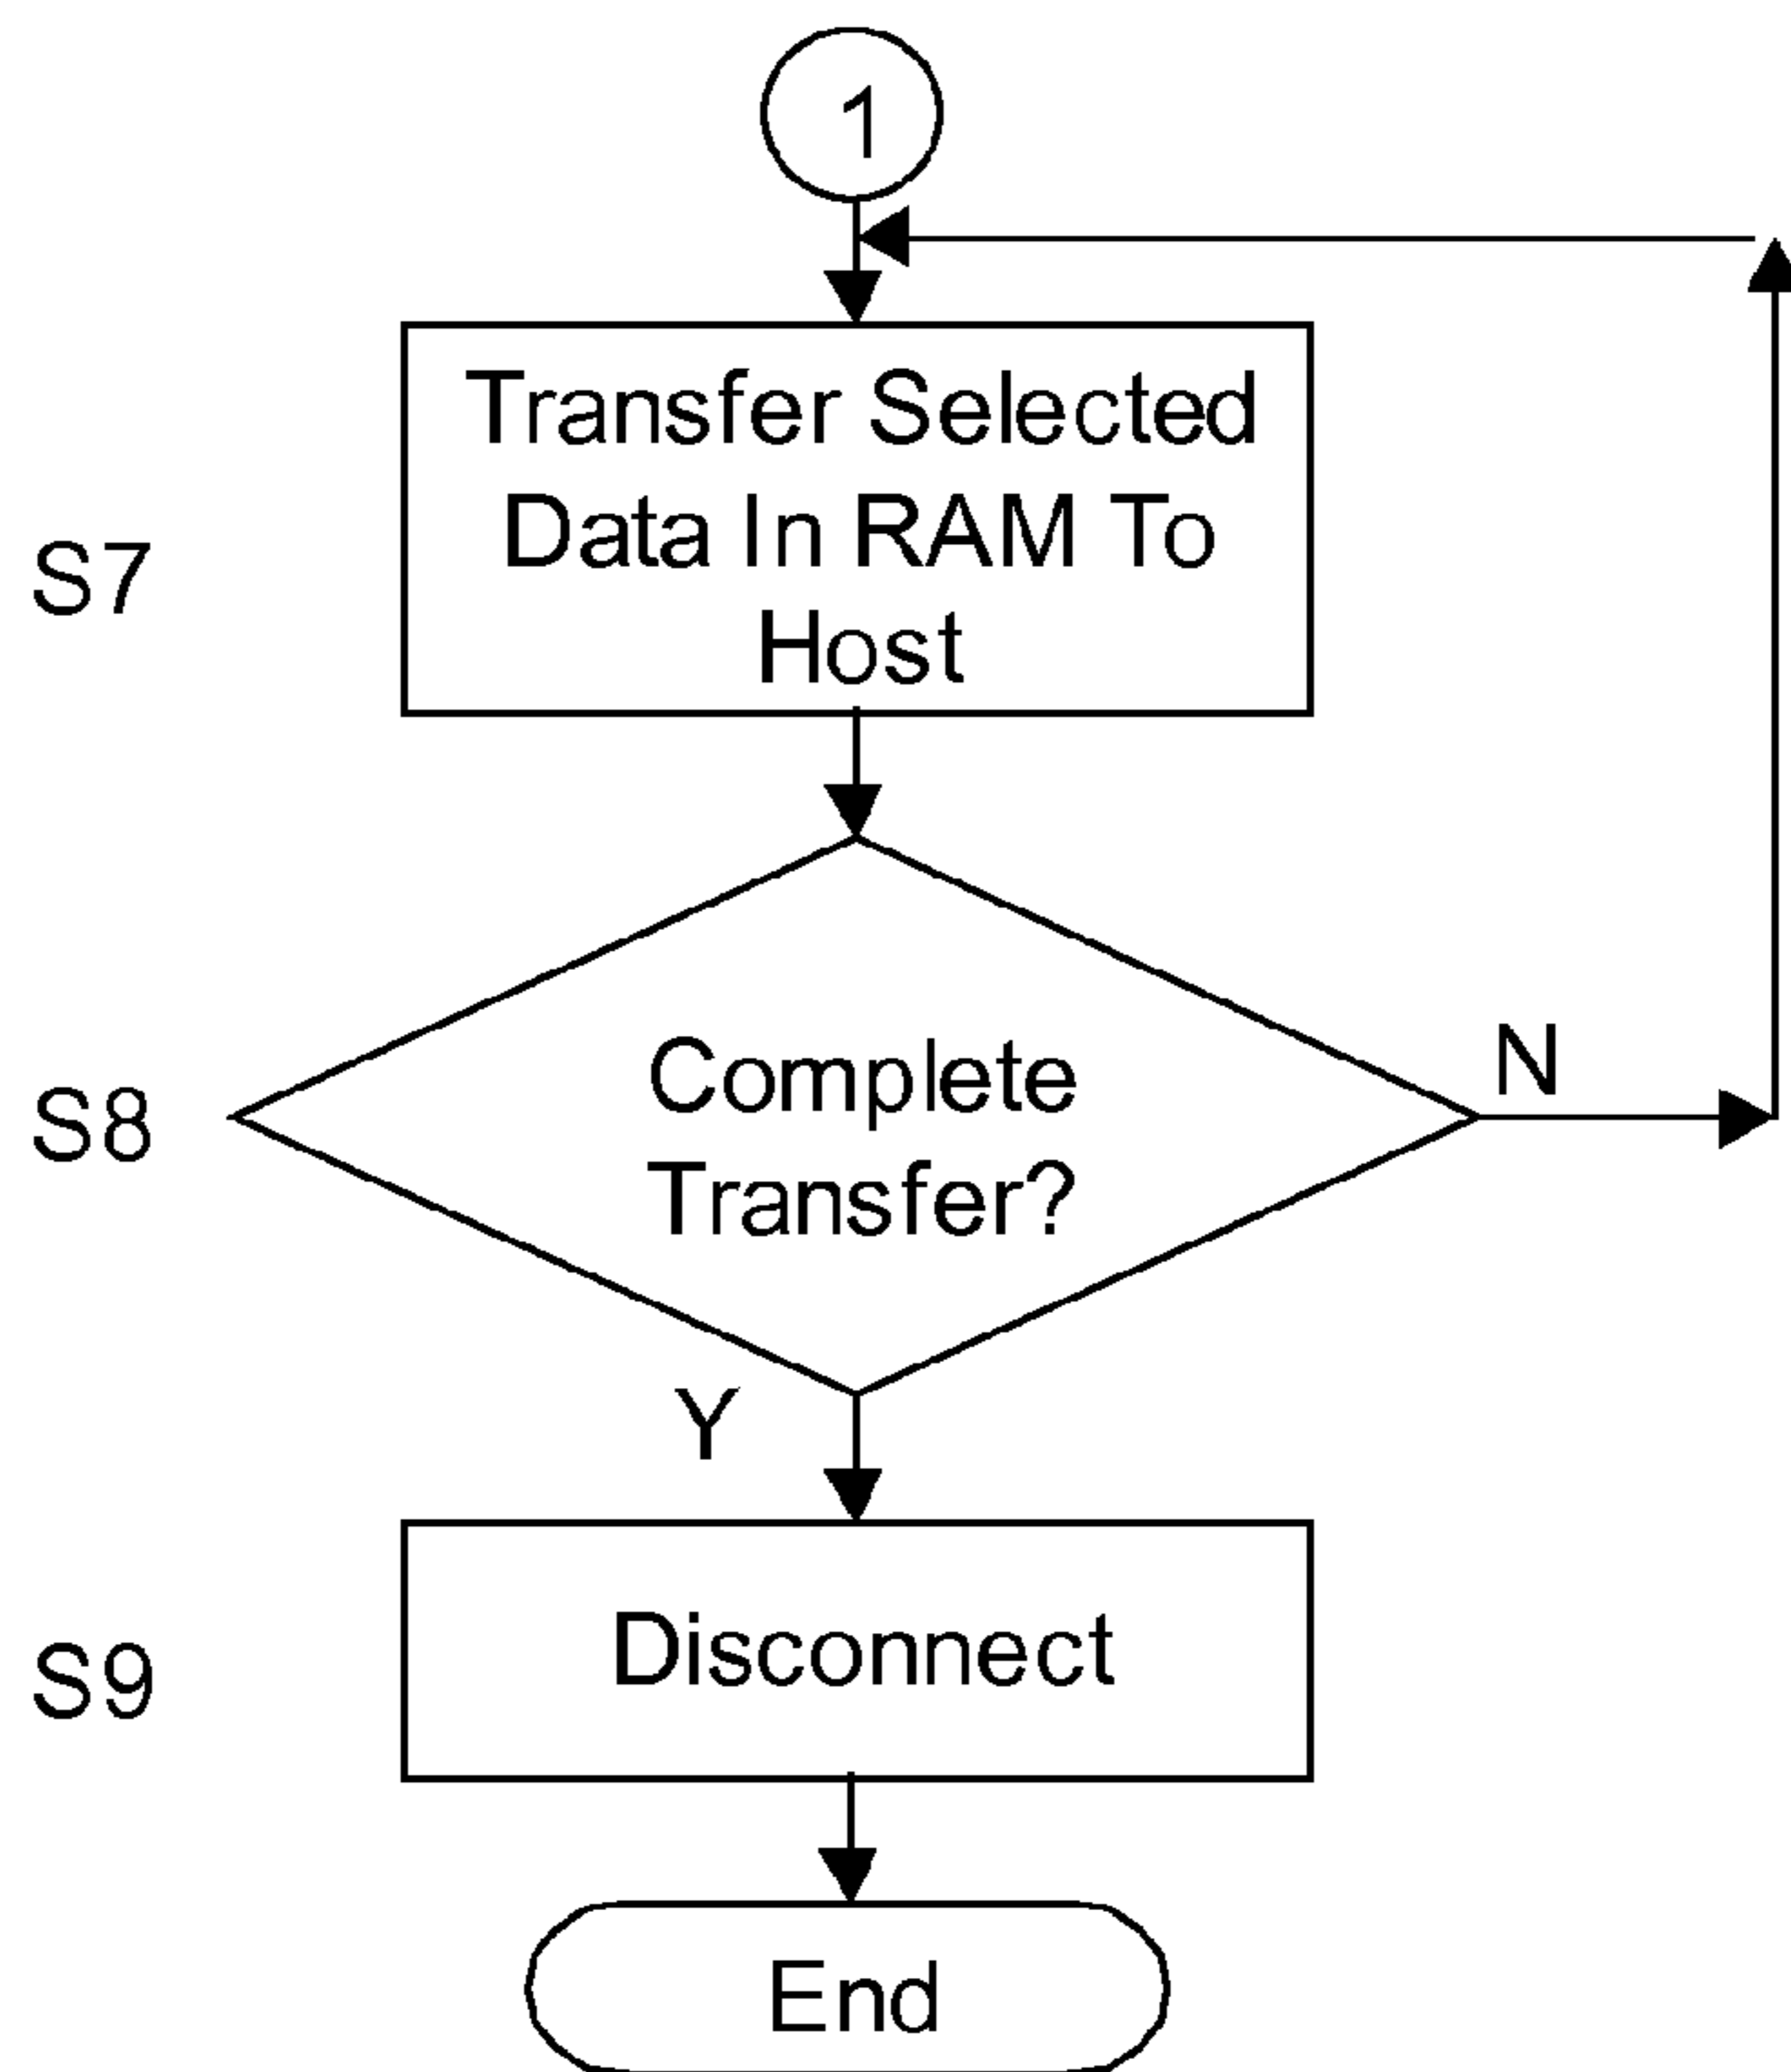 1
Transfer Selected
Data In RAM To
Host
S7
Complete
Transfer?
N
S8
Y
Disconnect
S9
End